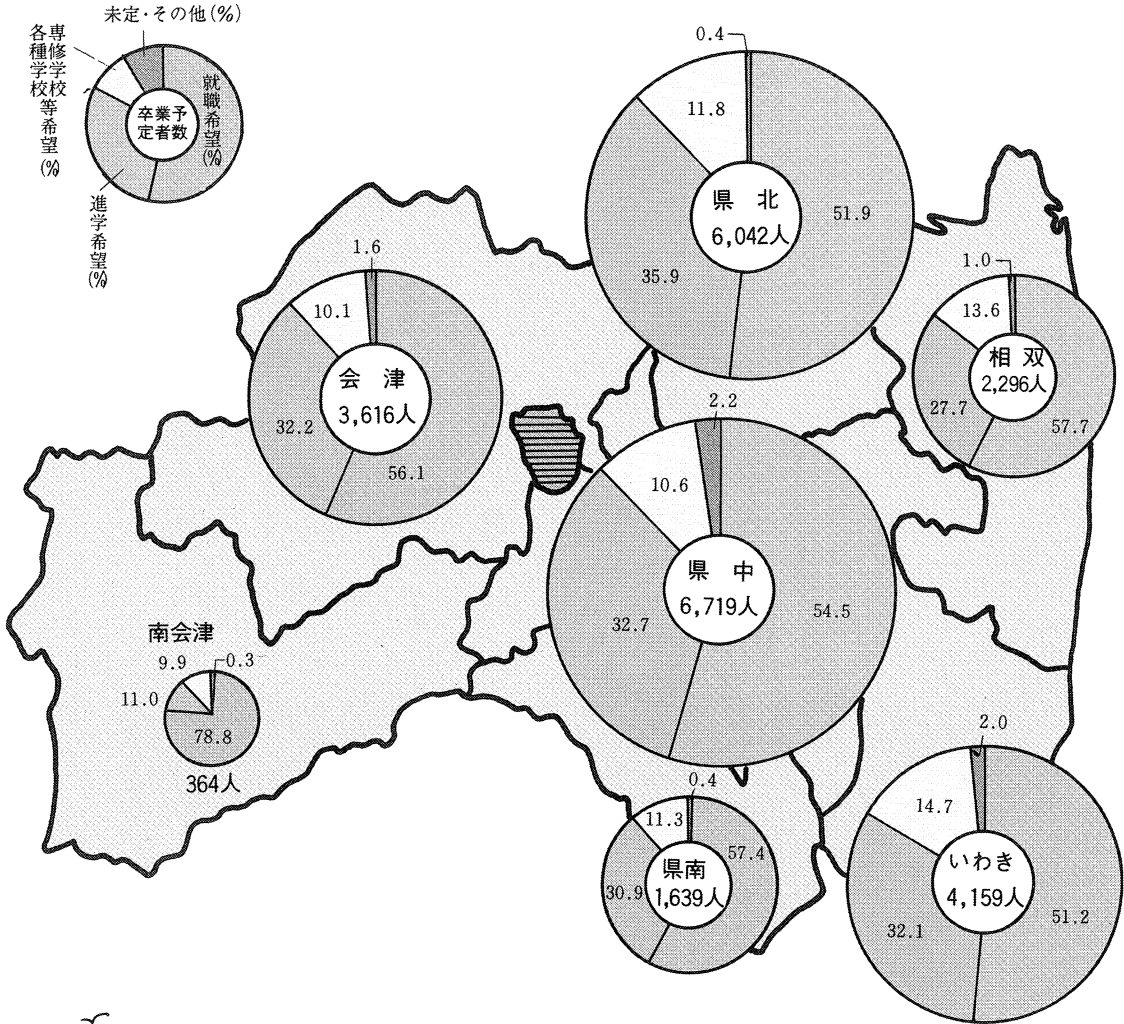 未定・その他(%)
専修学校
各種学校
等希望
(%)
就職希望(%)
卒業予
定者数
進学希望(%)
0.4
11.8
県 北
6,042人
51.9
35.9
1.6
10.1
会 津
3,616人
32.2
56.1
1.0
13.6
相 双
2,296人
27.7
57.7
2.2
10.6
県 中
6,719人
54.5
32.7
南会津
9.9
0.3
11.0
78.8
364人
0.4
11.3
57.4
県南
1,639人
30.9
2.0
14.7
いわき
4,159人
51.2
32.1